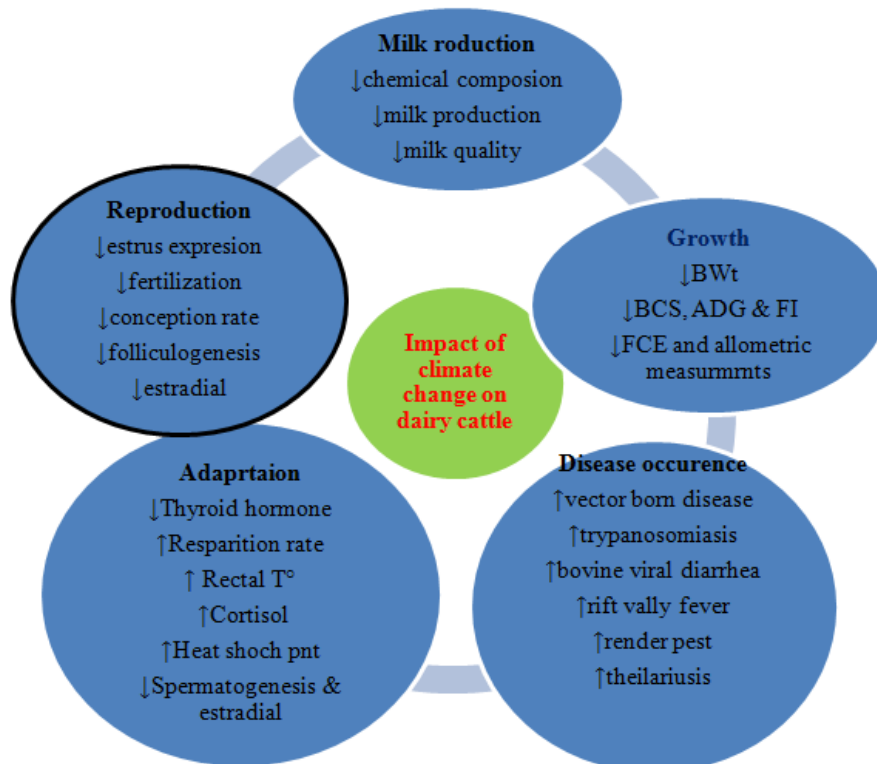 Milk roduction
↓chemical composion
↓milk production
↓milk quality
Reproduction
↓estrus expresion
↓fertilization
↓conception rate
↓folliculogenesis
↓estradial
Growth
↓BWt
↓BCS, ADG & FI
↓FCE and allometric
measurmrnts
Impact of
climate
change on
dairy cattle
Adaprtaion
↓Thyroid hormone
↑Resparition rate
↑ Rectal T°
↑Cortisol
↑Heat shoch pnt
↓Spermatogenesis &
estradial
Disease occurence
↑vector born disease
↑trypanosomiasis
↑bovine viral diarrhea
↑rift vally fever
↑render pest
↑theilariusis